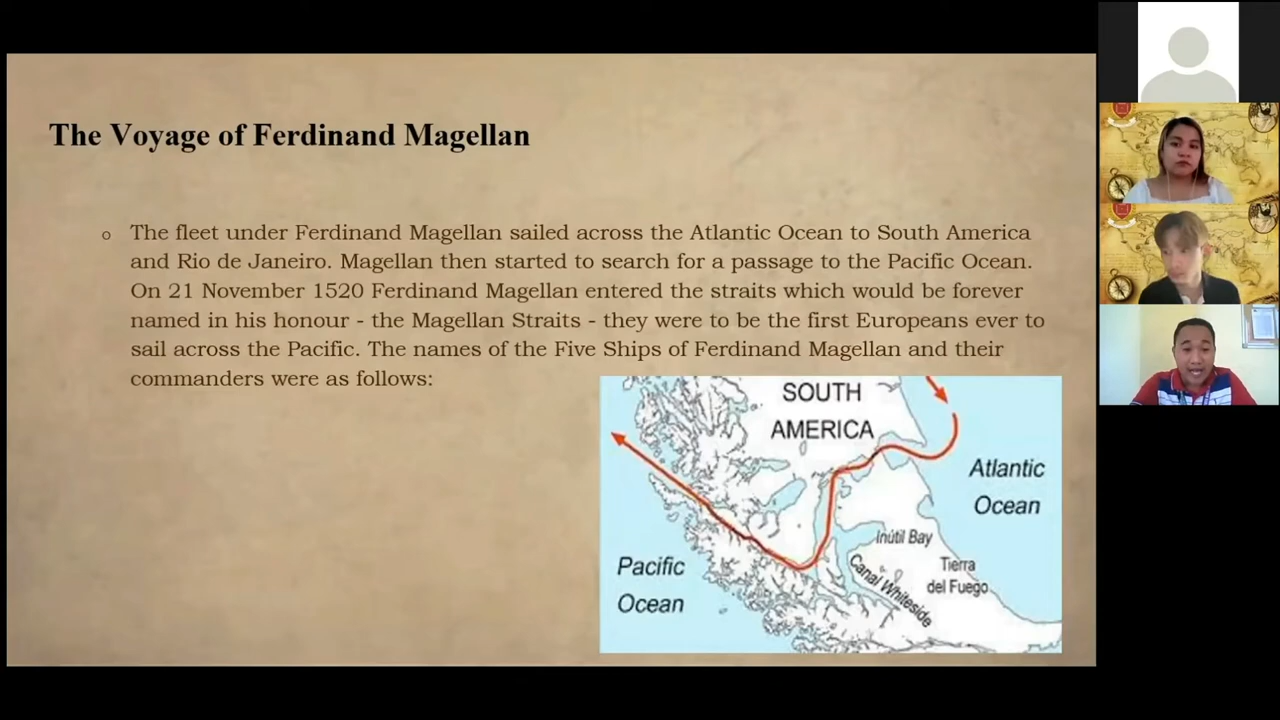 The Voyage of Ferdinand Magellan
The fleet under Ferdinand Magellan sailed across the Atlantic Ocean to South America
and Rio de Janeiro. Magellan then started to search for a passage to the Pacific Ocean.
On 21 November 1520 Ferdinand Magellan entered the straits which would be forever
named in his honour - the Magellan Straits - they were to be the first Europeans ever to
sail across the Pacific. The names of the Five Ships of Ferdinand Magellan and their
commanders were as follows:
SOUTH
AMERICA
Atlantic
Ocean
Inútil Bay
Canal Whiteside
Tierra
del Fuego
Pacific
Ocean